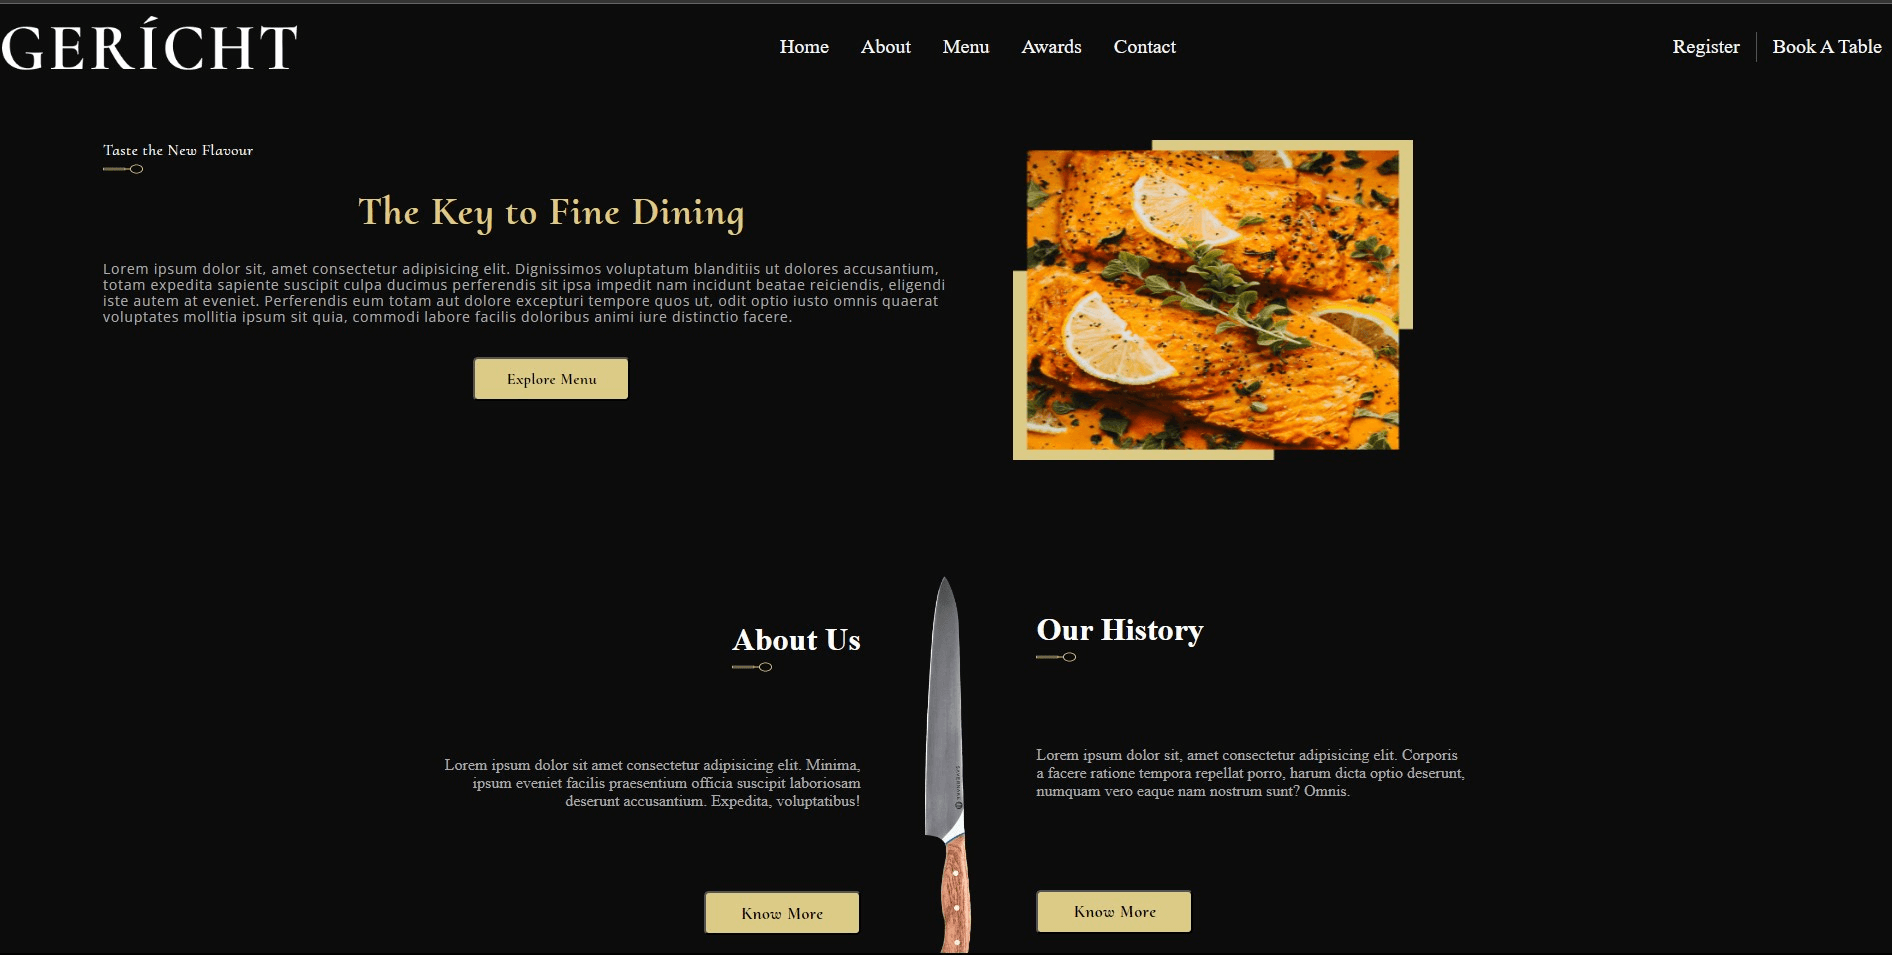 GERÍCHT
Home About Menu Awards Contact
Register Book A Table
Taste the New Flavour
The Key to Fine Dining
Lorem ipsum dolor sit, amet consectetur adipisicing elit. Dignissimos voluptatum blanditiis ut dolores accusantium,
totam expedita sapiente suscipit culpa ducimus perferendis sit ipsa impedit nam incidunt beatae reiciendis, eligendi
iste autem at eveniet. Perferendis eum totam aut dolore excepturi tempore quos ut, odit optio iusto omnis quaerat
voluptates mollitia ipsum sit quia, commodi labore facilis doloribus animi iure distinctio facere.
Explore Menu
About Us
Lorem ipsum dolor sit amet consectetur adipisicing elit. Minima,
ipsum eveniet facilis praesentium officia suscipit laboriosam
deserunt accusantium. Expedita, voluptatibus!
Know More
Our History
Lorem ipsum dolor sit, amet consectetur adipisicing elit. Corporis
a facere ratione tempora repellat porro, harum dicta optio deserunt,
numquam vero eaque nam nostrum sunt? Omnis.
Know More